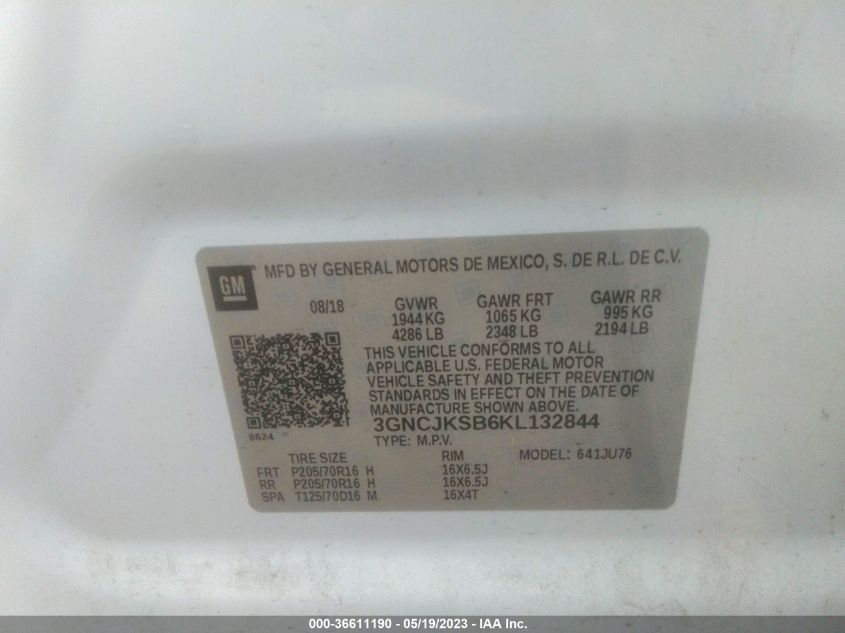 GM
MFD BY GENERAL MOTORS DE MEXICO, S. DE R.L. DE C.V.
08/18 GVWR GAWR FRT GAWR RR
1944 KG 1065 KG 995 KG
4286 LB 2348 LB 2194 LB
THIS VEHICLE CONFORMS TO ALL
APPLICABLE U.S. FEDERAL MOTOR
VEHICLE SAFETY AND THEFT PREVENTION
STANDARDS IN EFFECT ON THE DATE OF
MANUFACTURE SHOWN ABOVE.
8624
3GNCJKSB6KL132844
TYPE: M.P.V.
TIRE SIZE RIM MODEL: 641JU76
FRT P205/70R16 H 16X6.5J
RR P205/70R16 H 16X6.5J
SPA T125/70D16 M 16X4T
000-36611190 - 05/19/2023 - IAA Inc.